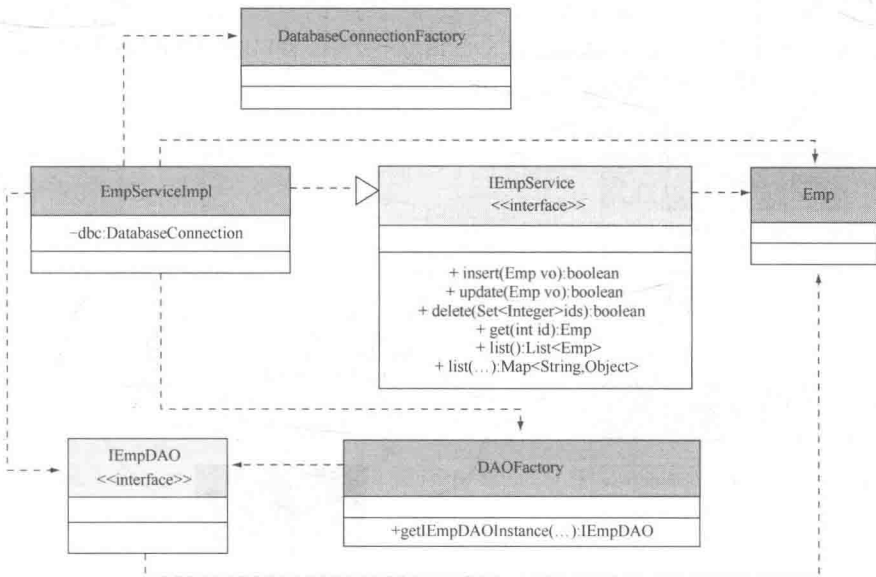 DatabaseConnectionFactory
EmpServiceImpl
-dbc:DatabaseConnection
IEmpService
<<interface>>
+ insert(Emp vo):boolean
+ update(Emp vo):boolean
+ delete(Set<Integer>ids):boolean
+ get(int id):Emp
+ list():List<Emp>
+ list(…):Map<String,Object>
Emp
IEmpDAO
<<interface>>
DAOFactory
+getIEmpDAOInstance(…):IEmpDAO